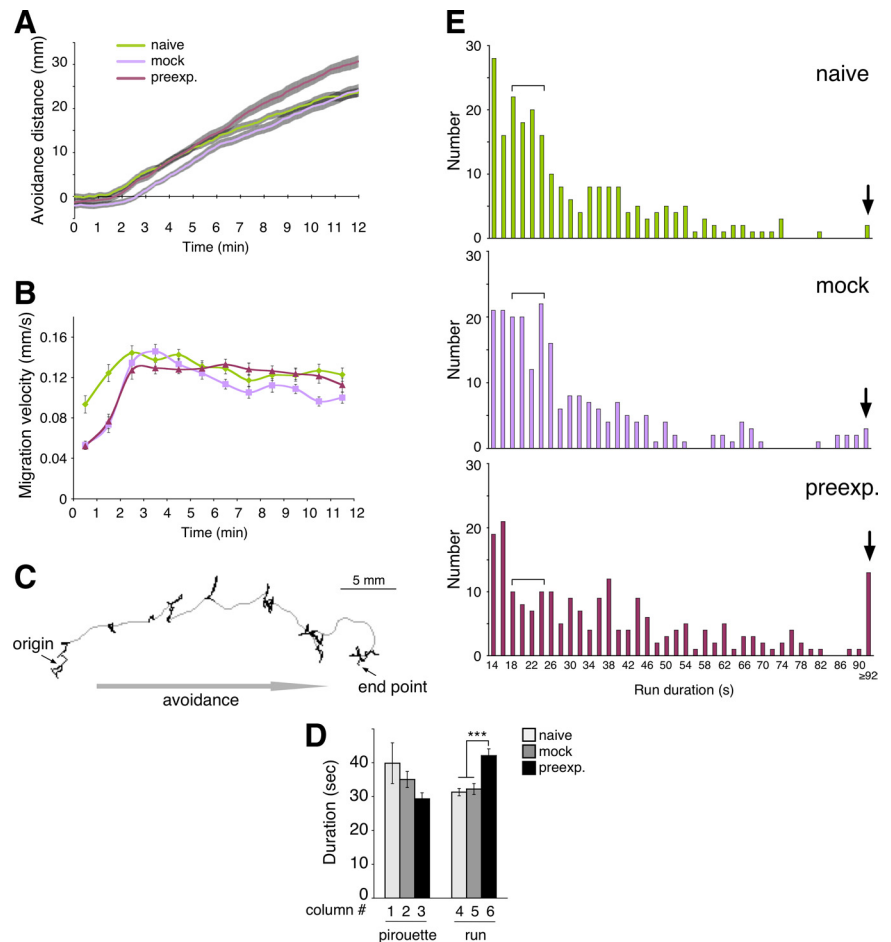 A
Avoidance distance (mm)
30
20
10
0
naive
mock
preexp.
0 1 2 3 4 5 6 7 8 9 10 11 12
Time (min)
B
Migration velocity (mm/s)
0.16
0.12
0.08
0.04
0
0 1 2 3 4 5 6 7 8 9 10 11 12
Time (min)
C
5 mm
origin
end point
avoidance
D
Duration (sec)
40
30
20
10
0
***
naive
mock
preexp.
column # 1 2 3 4 5 6
pirouette run
E
naive
Number
30
20
10
0
mock
Number
30
20
10
0
preexp.
Number
30
20
10
0
14 18 22 26 30 34 38 42 46 50 54 58 62 66 70 74 78 82 86 90
≥92
Run duration (s)